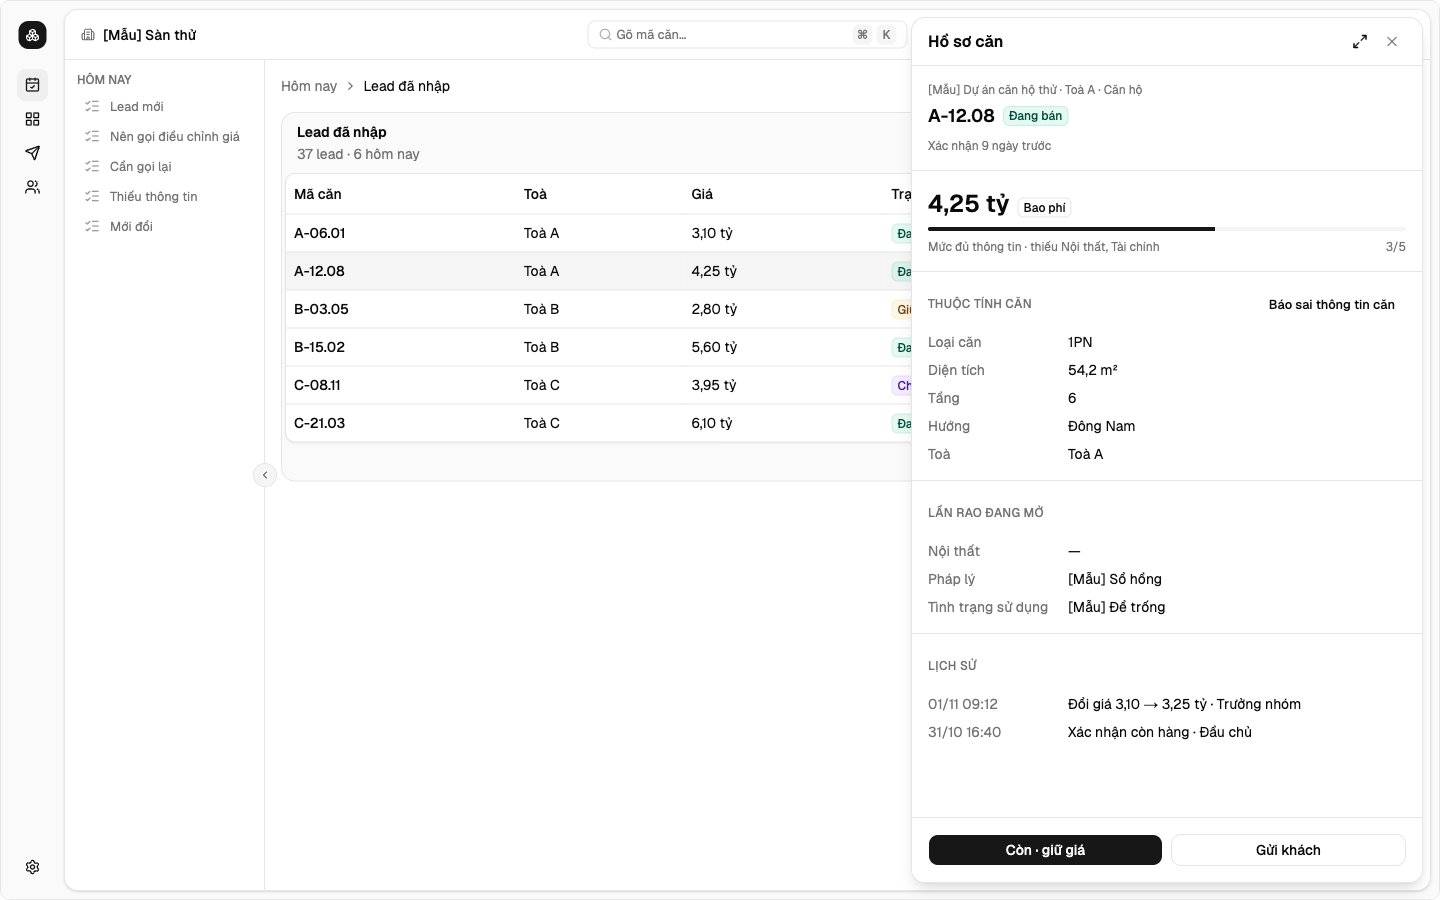 [Mẫu] Sàn thử
Gõ mã căn...
⌘ K
HÔM NAY
Lead mới
Nên gọi điều chỉnh giá
Cần gọi lại
Thiếu thông tin
Mới đổi
Hôm nay > Lead đã nhập
Lead đã nhập
37 lead · 6 hôm nay
Mã căn Toà Giá
A-06.01 Toà A 3,10 tỷ
A-12.08 Toà A 4,25 tỷ
B-03.05 Toà B 2,80 tỷ
B-15.02 Toà B 5,60 tỷ
C-08.11 Toà C 3,95 tỷ
C-21.03 Toà C 6,10 tỷ
Hồ sơ căn
[Mẫu] Dự án căn hộ thử · Toà A · Căn hộ
A-12.08 Đang bán
Xác nhận 9 ngày trước
4,25 tỷ Bao phí
Mức đủ thông tin · thiếu Nội thất, Tài chính 3/5
THUỘC TÍNH CĂN Báo sai thông tin căn
Loại căn 1PN
Diện tích 54,2 m²
Tầng 6
Hướng Đông Nam
Toà Toà A
LẦN RAO ĐANG MỞ
Nội thất —
Pháp lý [Mẫu] Sổ hồng
Tình trạng sử dụng [Mẫu] Để trống
LỊCH SỬ
01/11 09:12 Đổi giá 3,10 → 3,25 tỷ · Trưởng nhóm
31/10 16:40 Xác nhận còn hàng · Đầu chủ
Còn · giữ giá Gửi khách